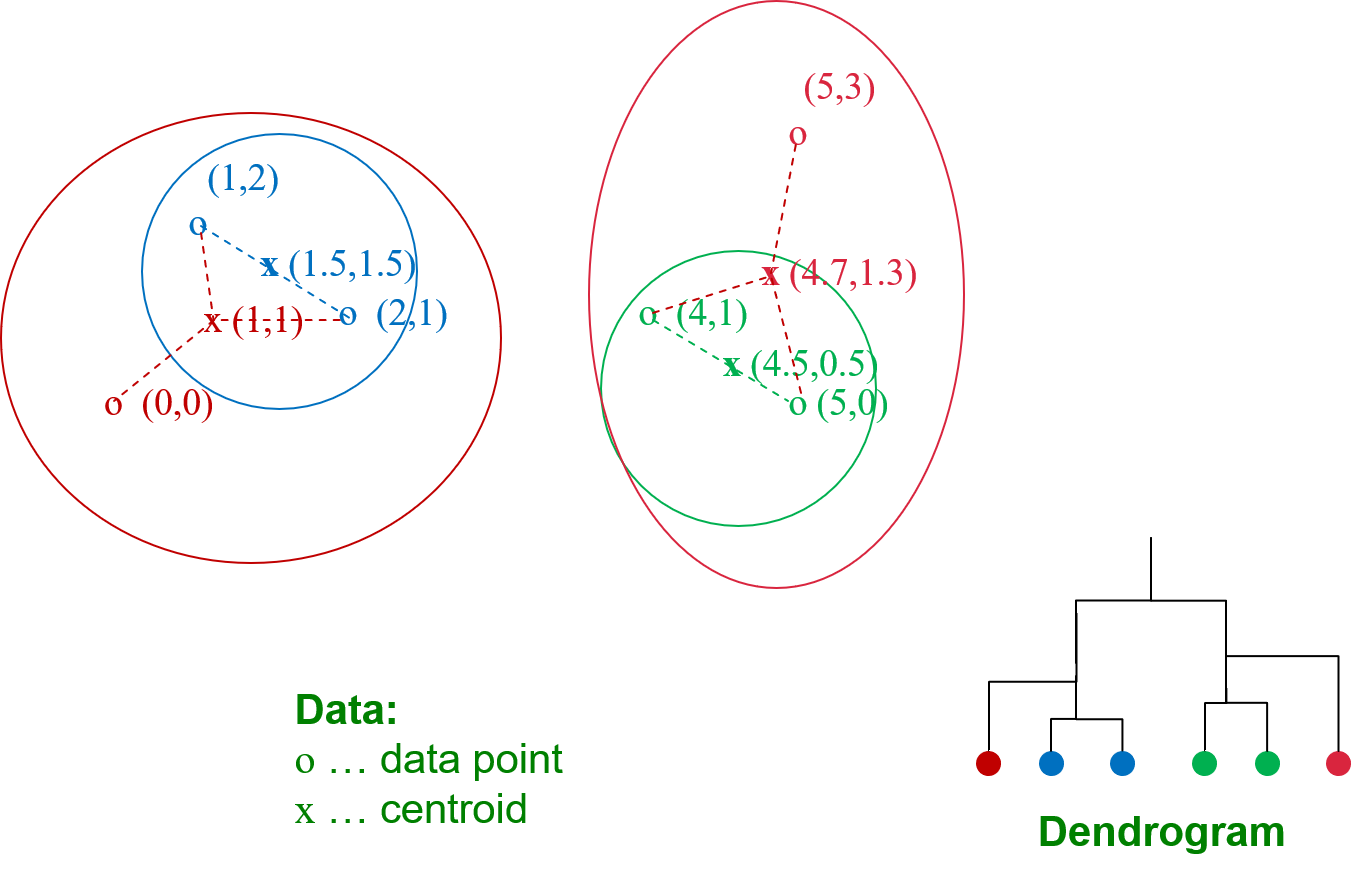 (5,3)
o
(1,2)
o
x (1.5,1.5)
x (4.7,1.3)
o (2,1)
o (4,1)
x (1,1)
x (4.5,0.5)
o (0,0)
o (5,0)
Data:
o … data point
x … centroid
Dendrogram